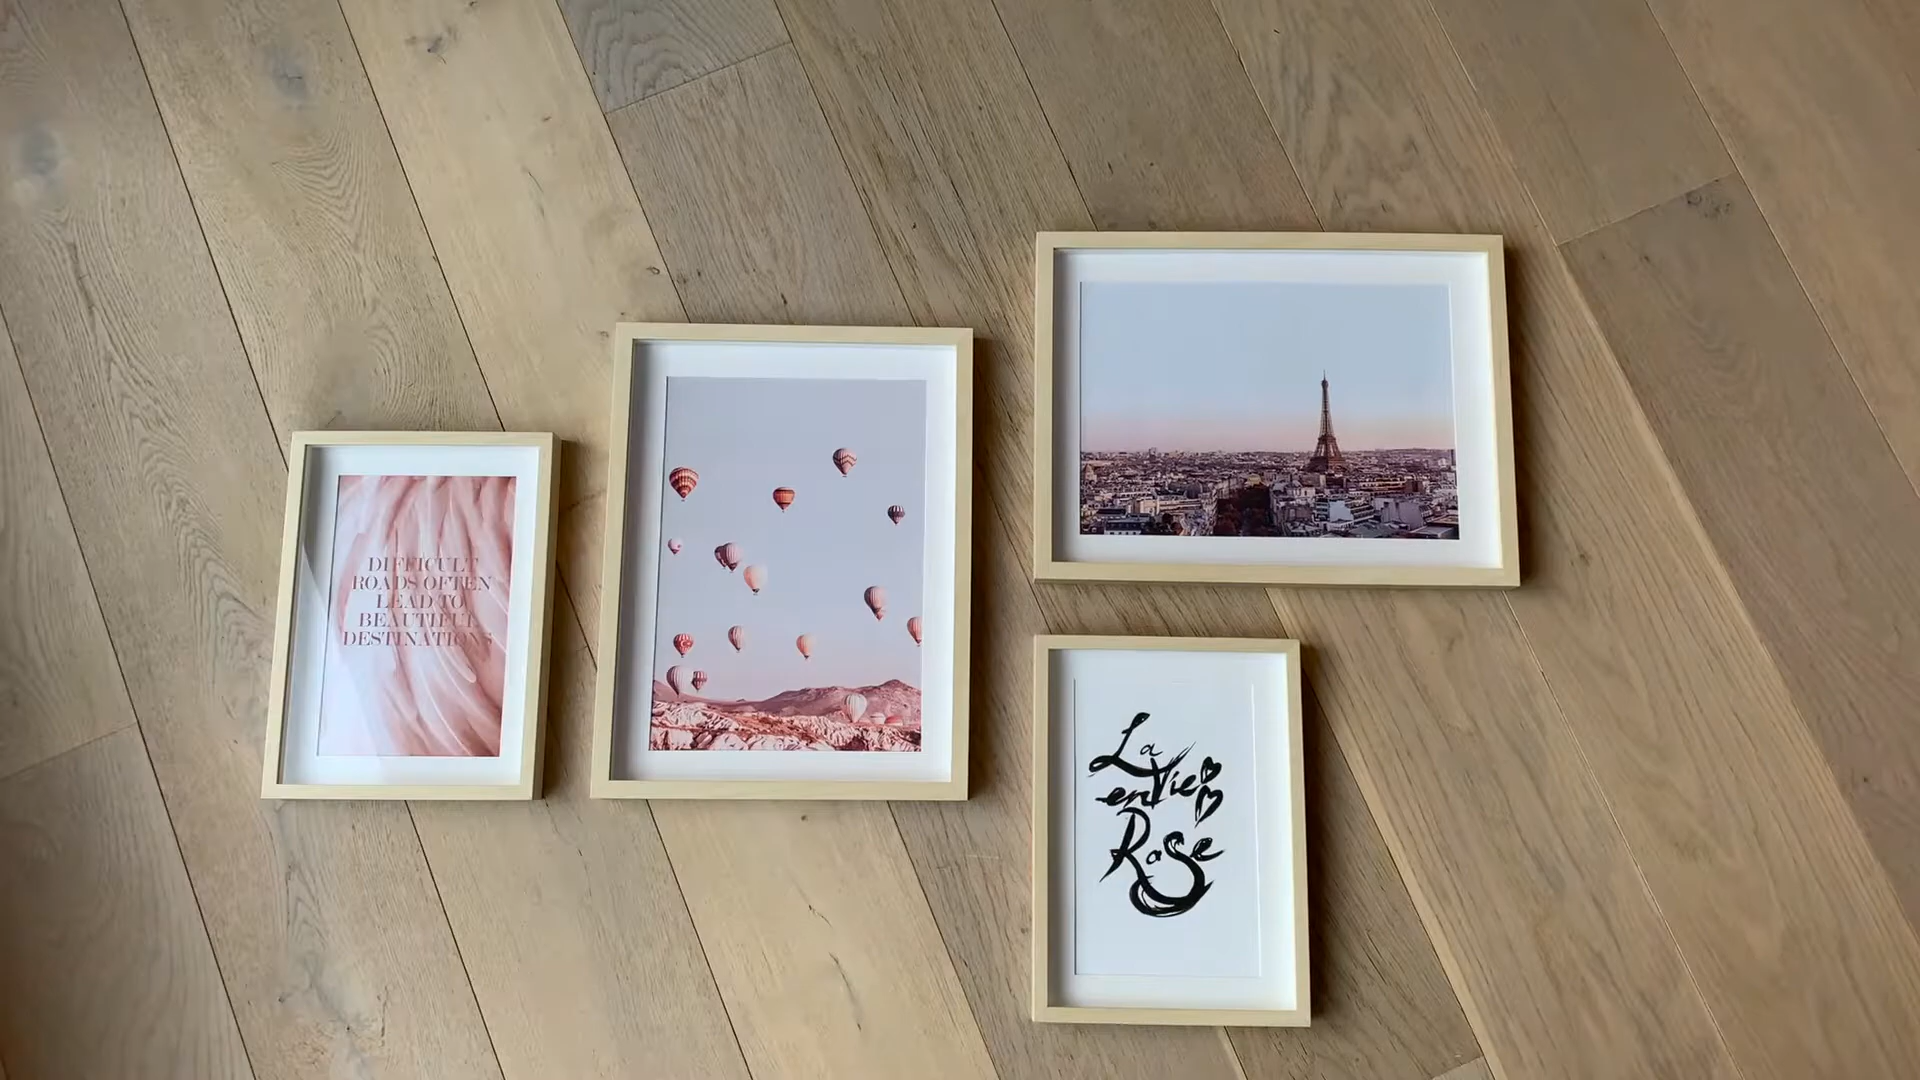 DIFFICULT
ROADS OFTEN
LEAD TO
BEAUTIFUL
DESTINATIONS
La
en Vie
Rose